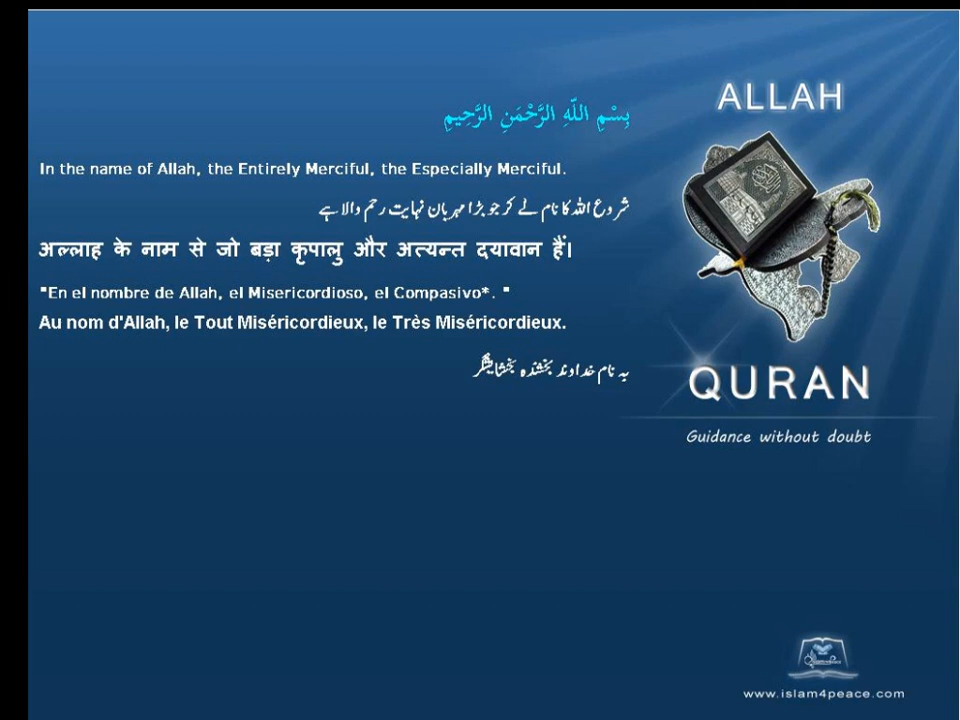 بِسْمِ اللَّهِ الرَّحْمَنِ الرَّحِيمِ
In the name of Allah, the Entirely Merciful, the Especially Merciful.
شروع الله کا نام لے کر جو بڑا مہربان نہایت رحم والا ہے
अल्लाह के नाम से जो बड़ा कृपालु और अत्यन्त दयावान हैं।
"En el nombre de Allah, el Misericordioso, el Compasivo*. "
Au nom d'Allah, le Tout Miséricordieux, le Très Miséricordieux.
به نام خداوند بخشنده بخشایشگر
ALLAH
QURAN
Guidance without doubt
www.islam4peace.com